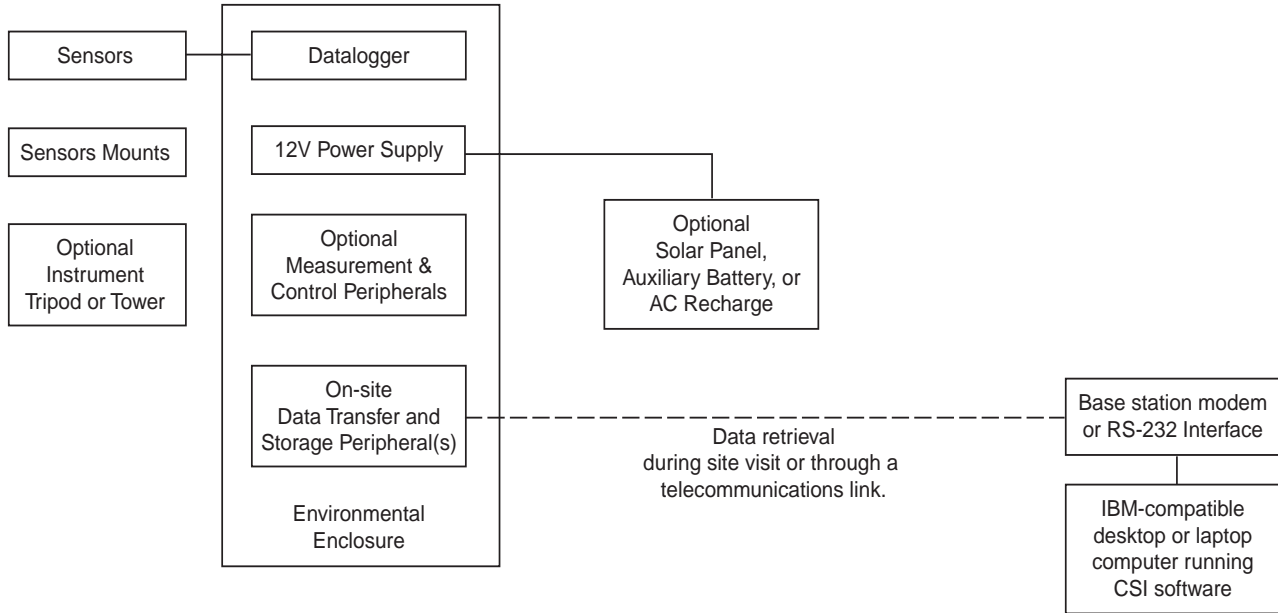 Sensors
Datalogger
Sensors Mounts
12V Power Supply
Optional
Instrument
Tripod or Tower
Optional
Measurement &
Control Peripherals
Optional
Solar Panel,
Auxiliary Battery, or
AC Recharge
On-site
Data Transfer and
Storage Peripheral(s)
Data retrieval
during site visit or through a
telecommunications link.
Base station modem
or RS-232 Interface
Environmental
Enclosure
IBM-compatible
desktop or laptop
computer running
CSI software